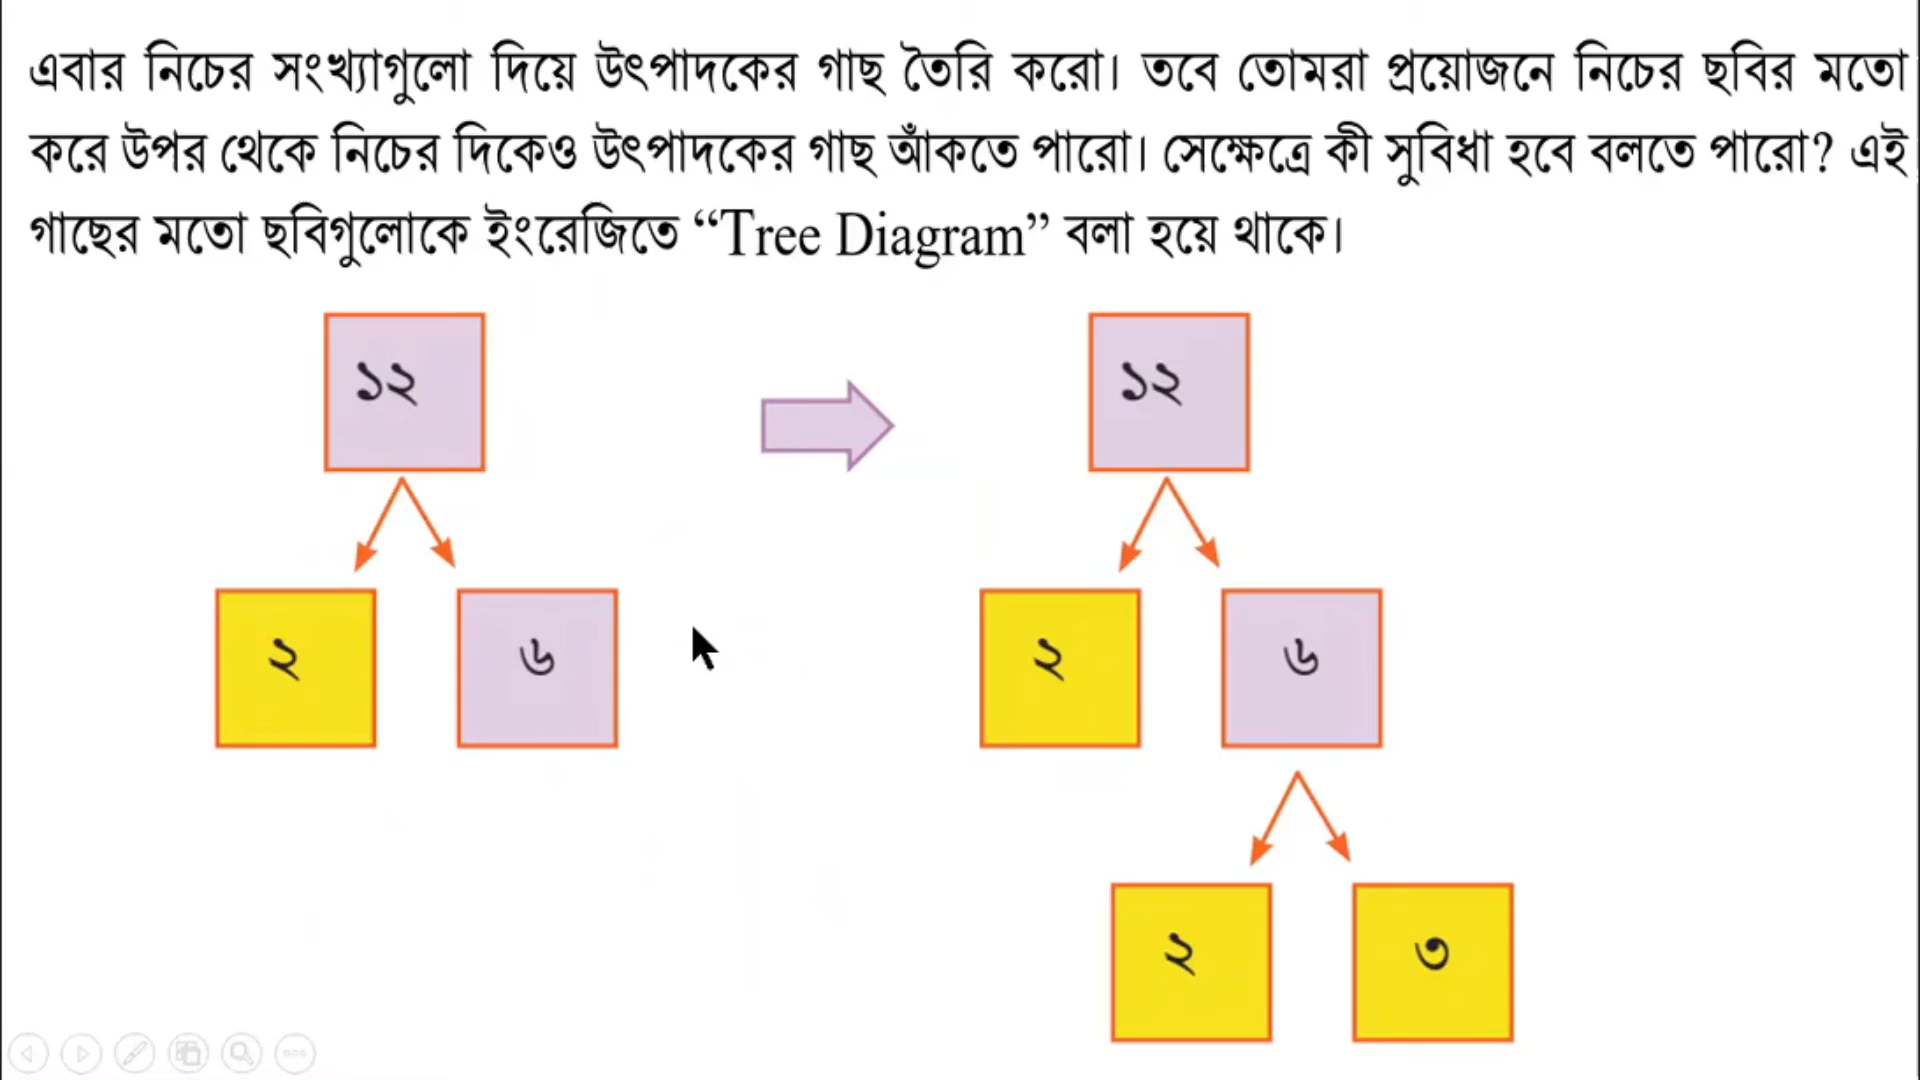 এবার নিচের সংখ্যাগুলো দিয়ে উৎপাদকের গাছ তৈরি করো। তবে তোমরা প্রয়োজনে নিচের ছবির মতো
করে উপর থেকে নিচের দিকেও উৎপাদকের গাছ আঁকতে পারো। সেক্ষেত্রে কী সুবিধা হবে বলতে পারো? এই
গাছের মতো ছবিগুলোকে ইংরেজিতে “Tree Diagram” বলা হয়ে থাকে।
১২ ১২
২ ৬ ২ ৬
২ ৩